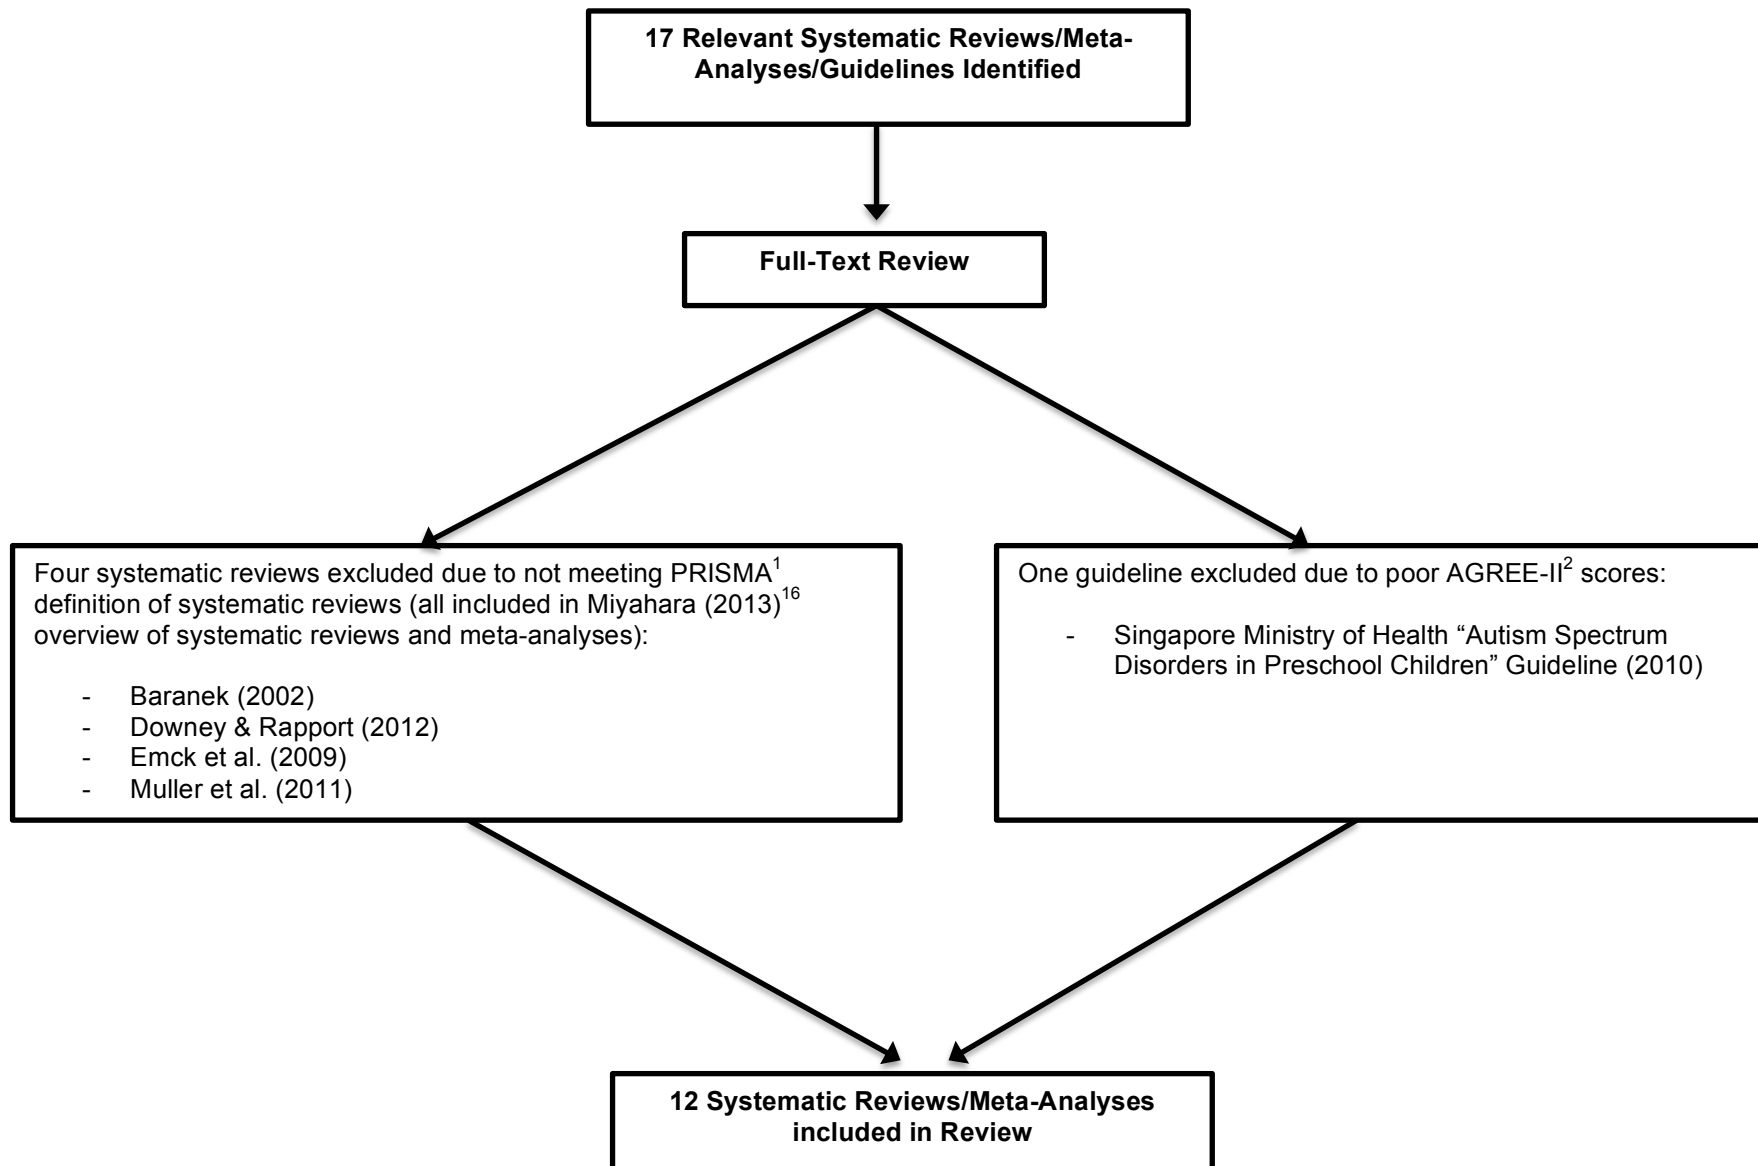 17 Relevant Systematic Reviews/Meta-
Analyses/Guidelines Identified
Full-Text Review
Four systematic reviews excluded due to not meeting PRISMA¹
definition of systematic reviews (all included in Miyahara (2013)¹⁶
overview of systematic reviews and meta-analyses):
- Baranek (2002)
- Downey & Rapport (2012)
- Emck et al. (2009)
- Muller et al. (2011)
One guideline excluded due to poor AGREE-II² scores:
- Singapore Ministry of Health “Autism Spectrum
Disorders in Preschool Children” Guideline (2010)
12 Systematic Reviews/Meta-Analyses
included in Review